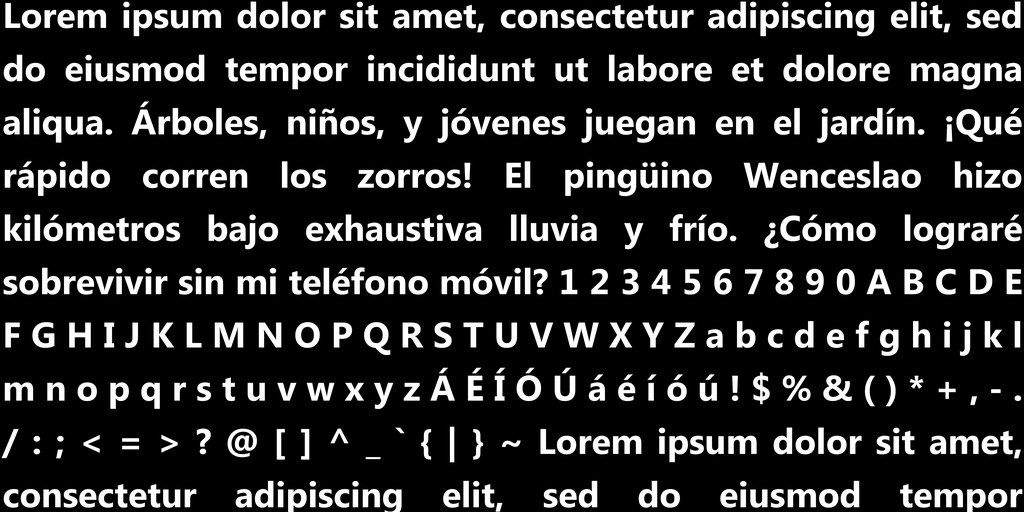 Lorem ipsum dolor sit amet, consectetur adipiscing elit, sed
do eiusmod tempor incididunt ut labore et dolore magna
aliqua. Árboles, niños, y jóvenes juegan en el jardín. ¡Qué
rápido corren los zorros! El pingüino Wenceslao hizo
kilómetros bajo exhaustiva lluvia y frío. ¿Cómo lograré
sobrevivir sin mi teléfono móvil? 1 2 3 4 5 6 7 8 9 0 A B C D E
F G H I J K L M N O P Q R S T U V W X Y Z a b c d e f g h i j k l
m n o p q r s t u v w x y z Á É Í Ó Ú á é í ó ú ! $ % & ( ) * + , - .
/ : ; < = > ? @ [ ] ^ _ ` { | } ~ Lorem ipsum dolor sit amet,
consectetur adipiscing elit, sed do eiusmod tempor